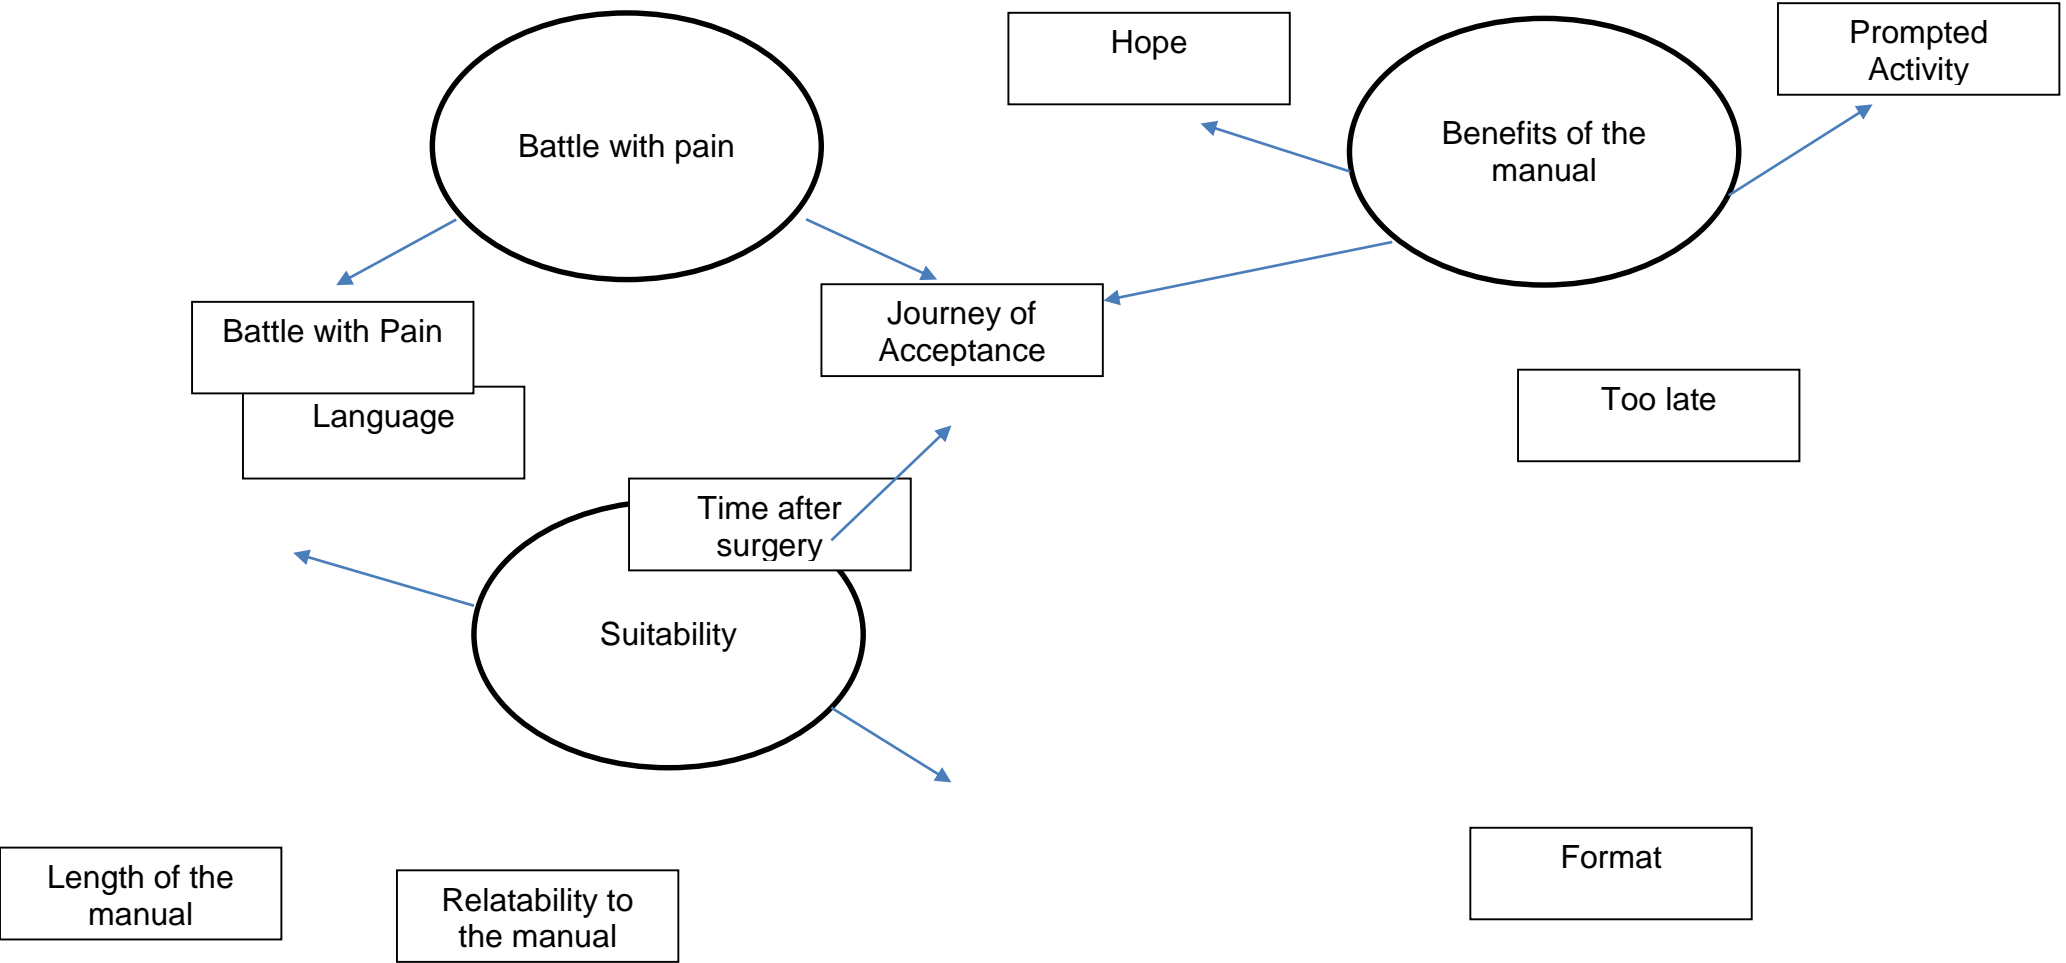 Battle with pain
Hope
Benefits of the
manual
Prompted
Activity
Battle with Pain
Language
Journey of
Acceptance
Too late
Time after
surgery
Suitability
Length of the
manual
Relatability to
the manual
Format